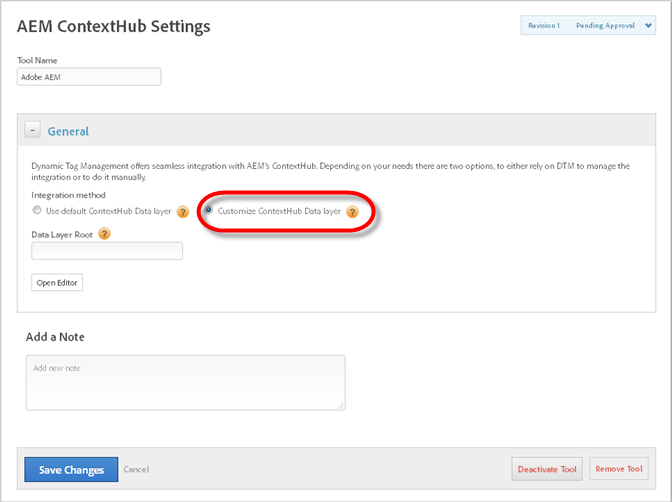 AEM ContextHub Settings
Revision 1 Pending Approval
Tool Name
Adobe AEM
- General
Dynamic Tag Management offers seamless integration with AEM's ContextHub. Depending on your needs there are two options, to either rely on DTM to manage the
integration or to do it manually.
Integration method
Use default ContextHub Data layer ? Customize ContextHub Data layer ?
Data Layer Root ?
Open Editor
Add a Note
Add new note
Save Changes Cancel Deactivate Tool Remove Tool